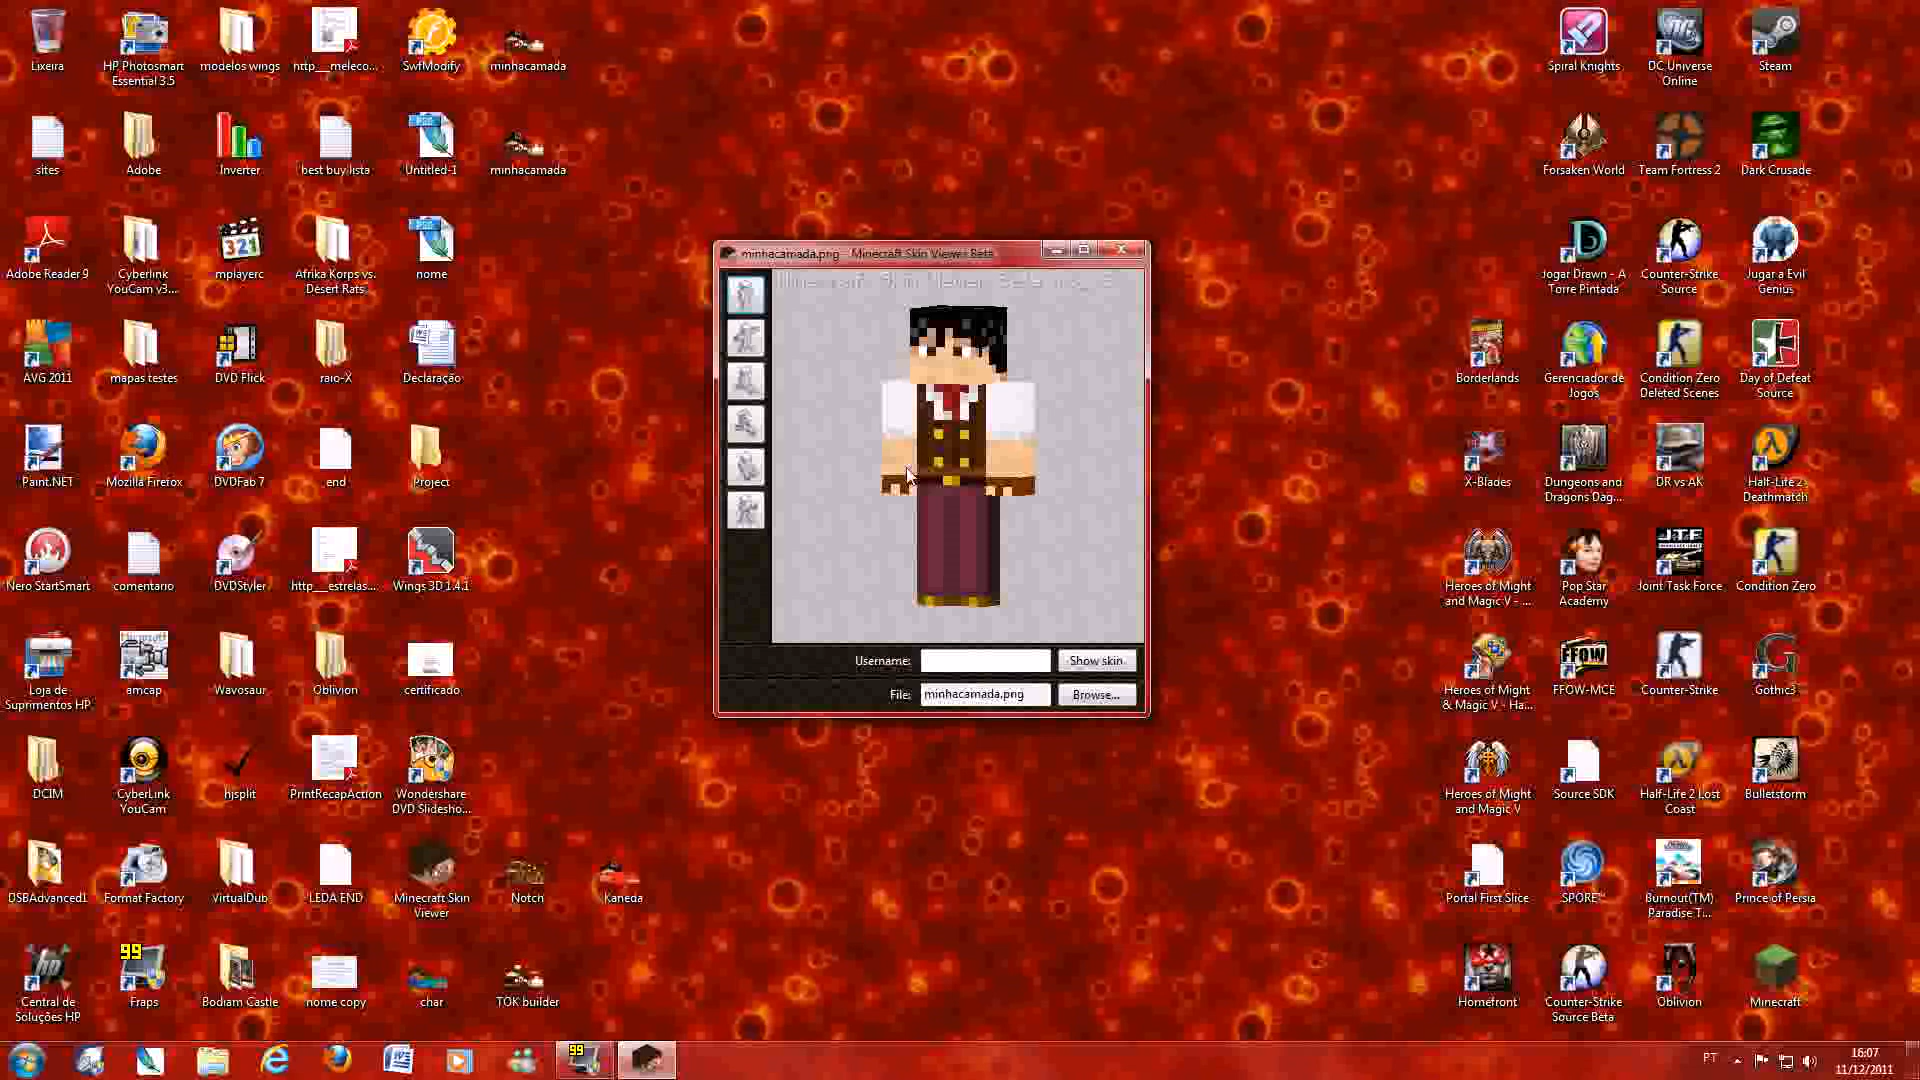 Lixeira
HP Photosmart
Essential 3.5
modelos wings
http___meleco...
SwfModify
minhacamada
Spiral Knights
DC Universe
Online
Steam
sites
Adobe
Inverter
best buy lista
Untitled-1
minhacamada
Forsaken World
Team Fortress 2
Dark Crusade
Adobe Reader 9
Cyberlink
YouCam v3....
mplayerc
Afrika Korps vs.
Desert Rats
nome
Jogar Drawn - A
Torre Pintada
Counter-Strike
Source
Jugar a Evil
Genius
minhacamada.png - Minecraft Skin Viewer Beta
AVG 2011
mapas testes
DVD Flick
raio-X
Declaração
Borderlands
Gerenciador de
Jogos
Condition Zero
Deleted Scenes
Day of Defeat
Source
Paint.NET
Mozilla Firefox
DVDFab 7
end
Project
X-Blades
Dungeons and
Dragons Dag...
DR vs AK
Half-Life 2
Deathmatch
Nero StartSmart
comentario
DVDStyler
http___estrelas...
Wings 3D 1.4.1
Heroes of Might
and Magic V - ...
Pop Star
Academy
Joint Task Force
Condition Zero
Loja de
Suprimentos HP
amcap
Wavosaur
Oblivion
certificado
Username:
Show skin
File:
minhacamada.png
Browse...
Heroes of Might
& Magic V - Ha...
FFOW-MCE
Counter-Strike
Gothic3
DCIM
CyberLink
YouCam
hjsplit
PrintRecapAction
Wondershare
DVD Slidesho...
Heroes of Might
and Magic V
Source SDK
Half-Life 2 Lost
Coast
Bulletstorm
DSBAdvanced1
Format Factory
VirtualDub
LEDA END
Minecraft Skin
Viewer
Notch
Kaneda
Portal First Slice
SPORE™
Burnout(TM)
Paradise T...
Prince of Persia
99
Central de
Soluções HP
Fraps
Bodiam Castle
nome copy
char
TOK builder
Homefront
Counter-Strike
Source Beta
Oblivion
Minecraft
99
PT
16:07
11/12/2011